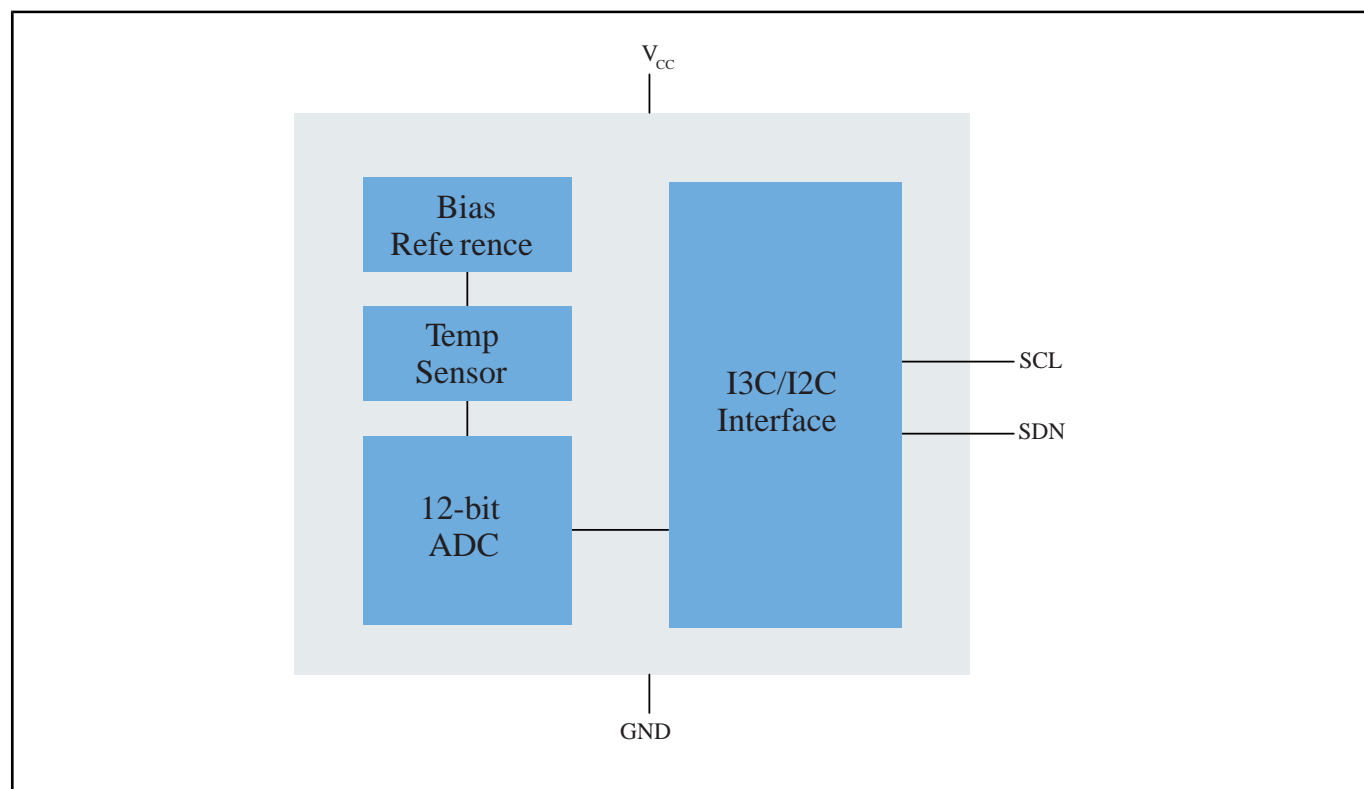 VCC
Bias
Refe rence
Temp
Sensor
12-bit
ADC
I3C/I2C
Interface
SCL
SDN
GND